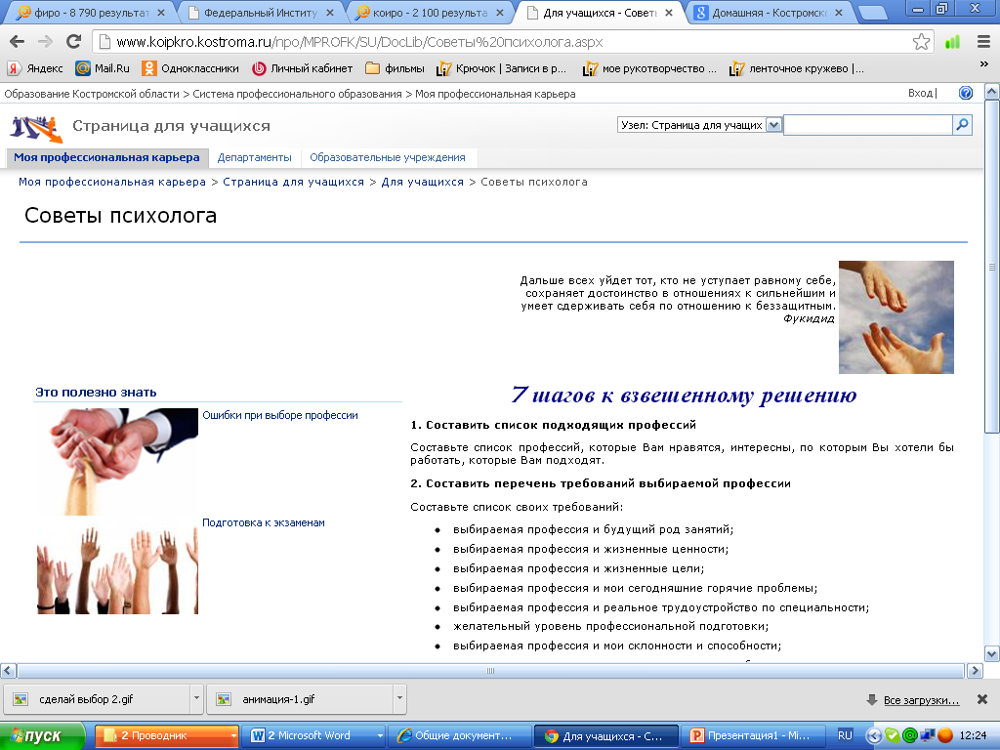 фиро - 8 790 результат
Федеральный Институ
коиро - 2 100 результа
Для учащихся - Советы
Домашняя - Костромско
www.koipkro.kostroma.ru/npo/MPROFK/SU/DocLib/Советы%20психолога.aspx
Яндекс
Mail.Ru
Одноклассники
Личный кабинет
фильмы
Крючок | Записи в р...
мое рукотворчество ...
ленточное кружево |...
Образование Костромской области > Система профессионального образования > Моя профессиональная карьера
Вход |
Страница для учащихся
Узел: Страница для учащих
Моя профессиональная карьера
Департаменты
Образовательные учреждения
Моя профессиональная карьера > Страница для учащихся > Для учащихся > Советы психолога
Советы психолога
Дальше всех уйдет тот, кто не уступает равному себе,
сохраняет достоинство в отношениях к сильнейшим и
умеет сдерживать себя по отношению к беззащитным.
Фукидид
Это полезно знать
Ошибки при выборе профессии
Подготовка к экзаменам
7 шагов к взвешенному решению
1. Составить список подходящих профессий
Составьте список профессий, которые Вам нравятся, интересны, по которым Вы хотели бы
работать, которые Вам подходят.
2. Составить перечень требований выбираемой профессии
Составьте список своих требований:
• выбираемая профессия и будущий род занятий;
• выбираемая профессия и жизненные ценности;
• выбираемая профессия и жизненные цели;
• выбираемая профессия и мои сегодняшние горячие проблемы;
• выбираемая профессия и реальное трудоустройство по специальности;
• желательный уровень профессиональной подготовки;
• выбираемая профессия и мои склонности и способности;
сделай выбор 2.gif
анимация-1.gif
Все загрузки...
пуск
2 Проводник
2 Microsoft Word
Общие документ...
Для учащихся - С...
Презентация1 - Mi...
RU
12:24